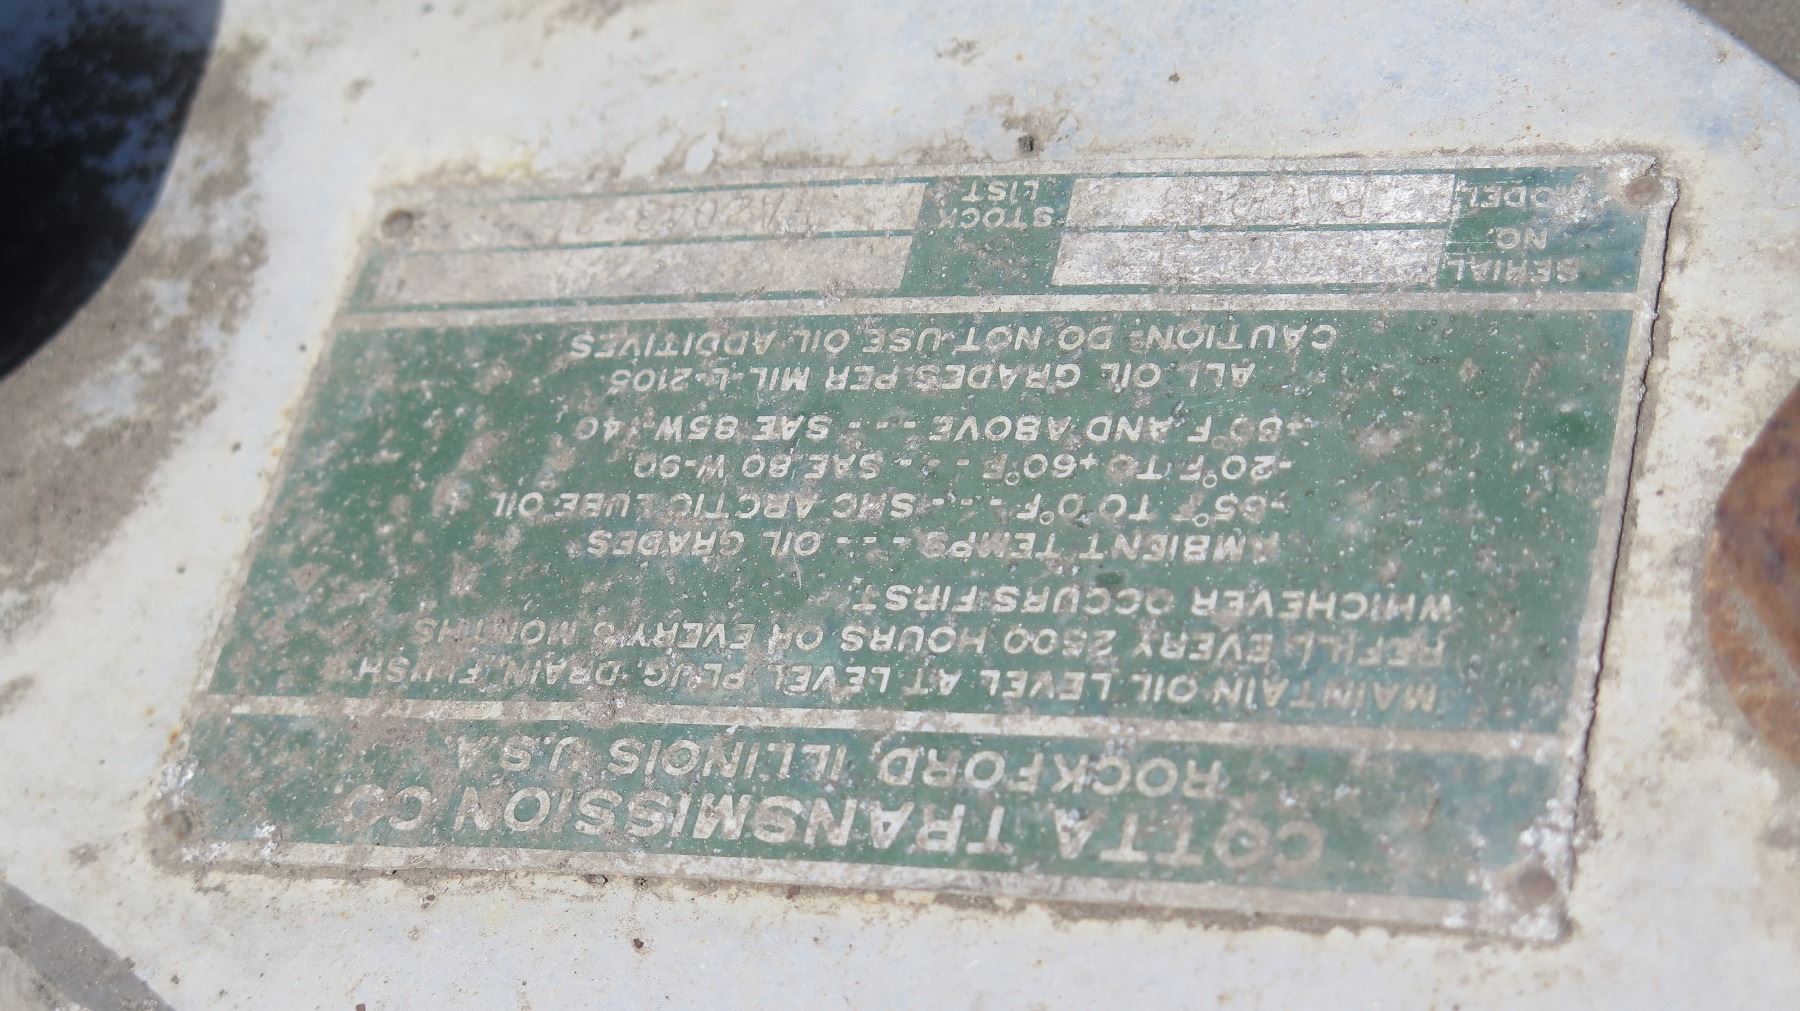 COTTA TRANSMISSION CO.
ROCKFORD, ILLINOIS U.S.A.
MAINTAIN OIL LEVEL AT LEVEL PLUG, DRAIN, FLUSH
REFILL EVERY 2500 HOURS OR EVERY 6 MONTHS
WHICHEVER OCCURS FIRST.
AMBIENT TEMPS. --- OIL GRADES
-65°F TO 0°F --- SHC ARCTIC LUBE OIL
-20°F TO +60°F --- SAE 80 W-90
+60°F AND ABOVE --- SAE 85W-140
ALL OIL GRADES PER MIL-L-2105
CAUTION: DO NOT USE OIL ADDITIVES
SERIAL NO.
MODEL
STOCK LIST